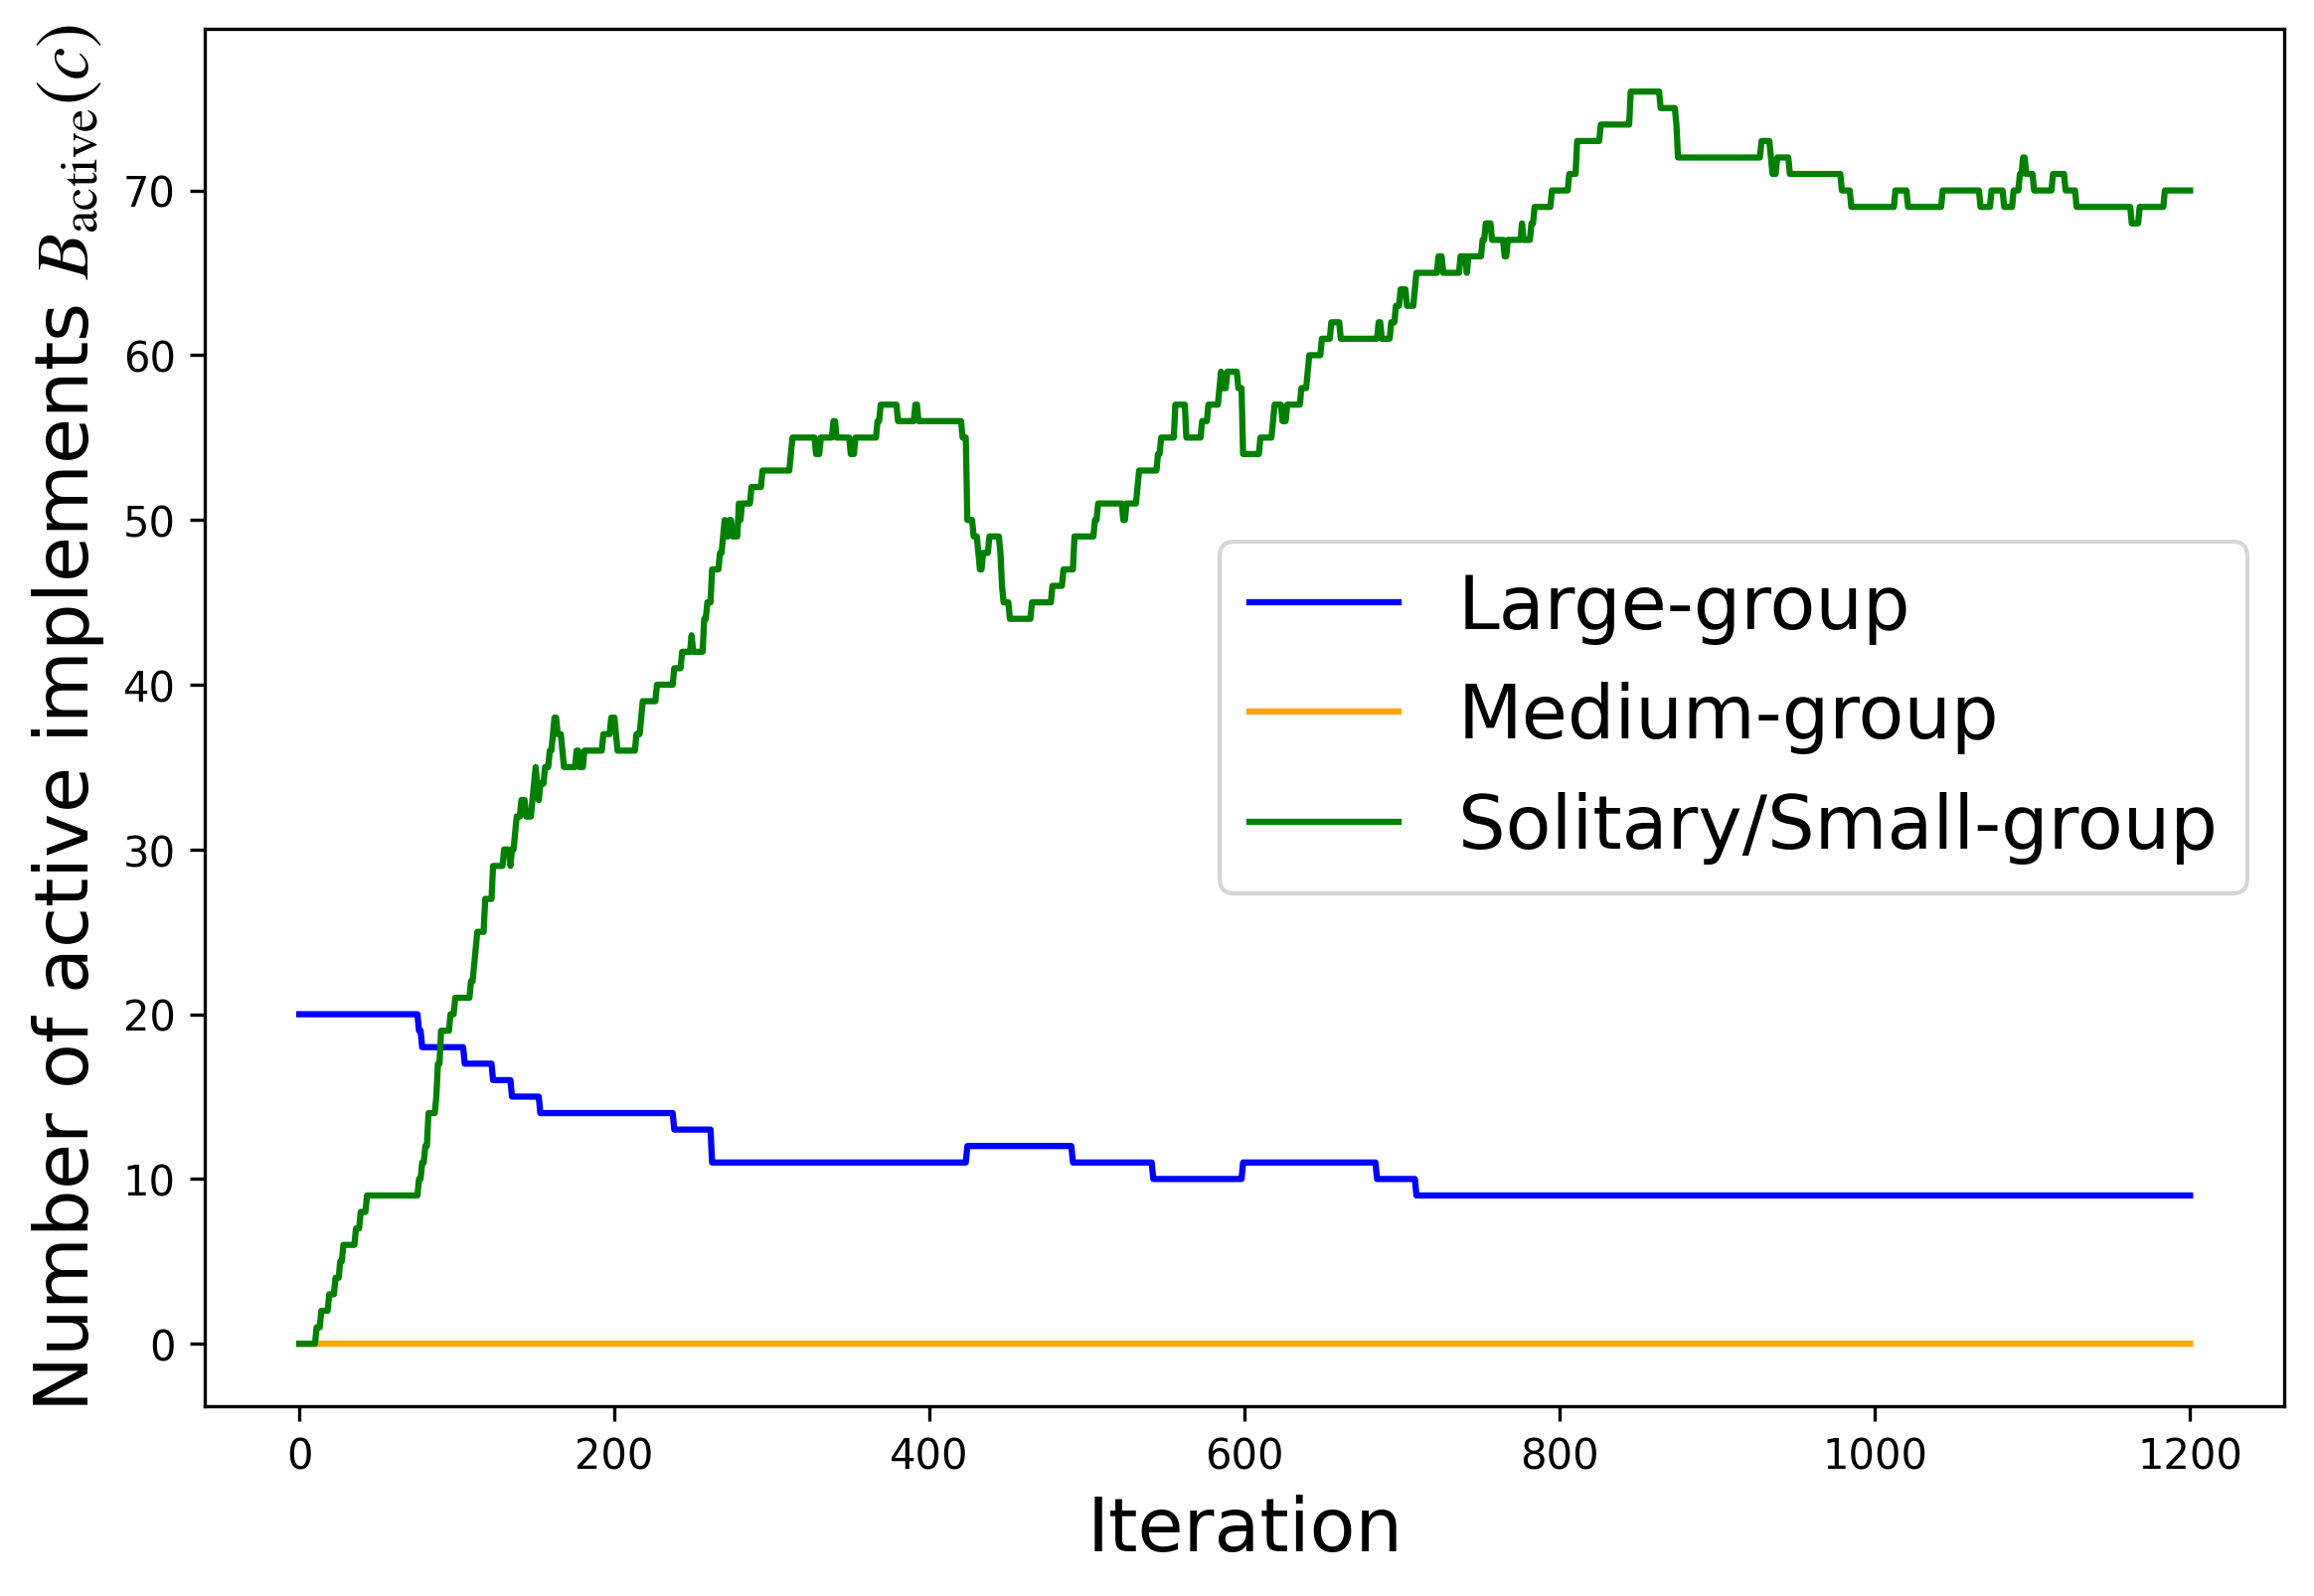 Number of active implements B_active(c)
70
60
50
40
30
20
10
0
Large-group
Medium-group
Solitary/Small-group
0 200 400 600 800 1000 1200
Iteration